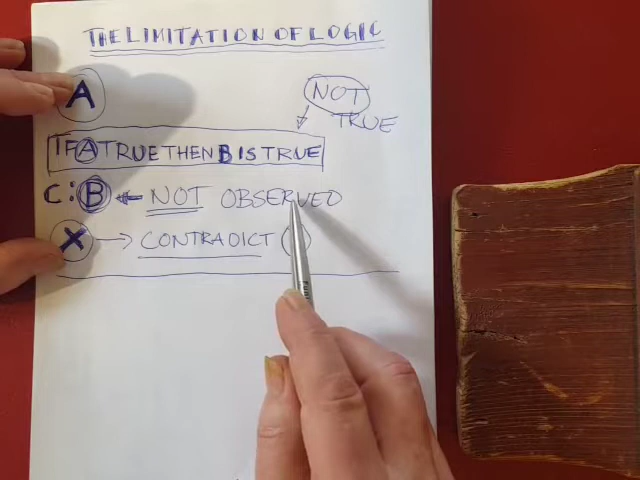 THE LIMITATION OF LOGIC
A
NOT
TRUE
IF A TRUE THEN B IS TRUE
C: B ← NOT OBSERVED
X → CONTRADICT